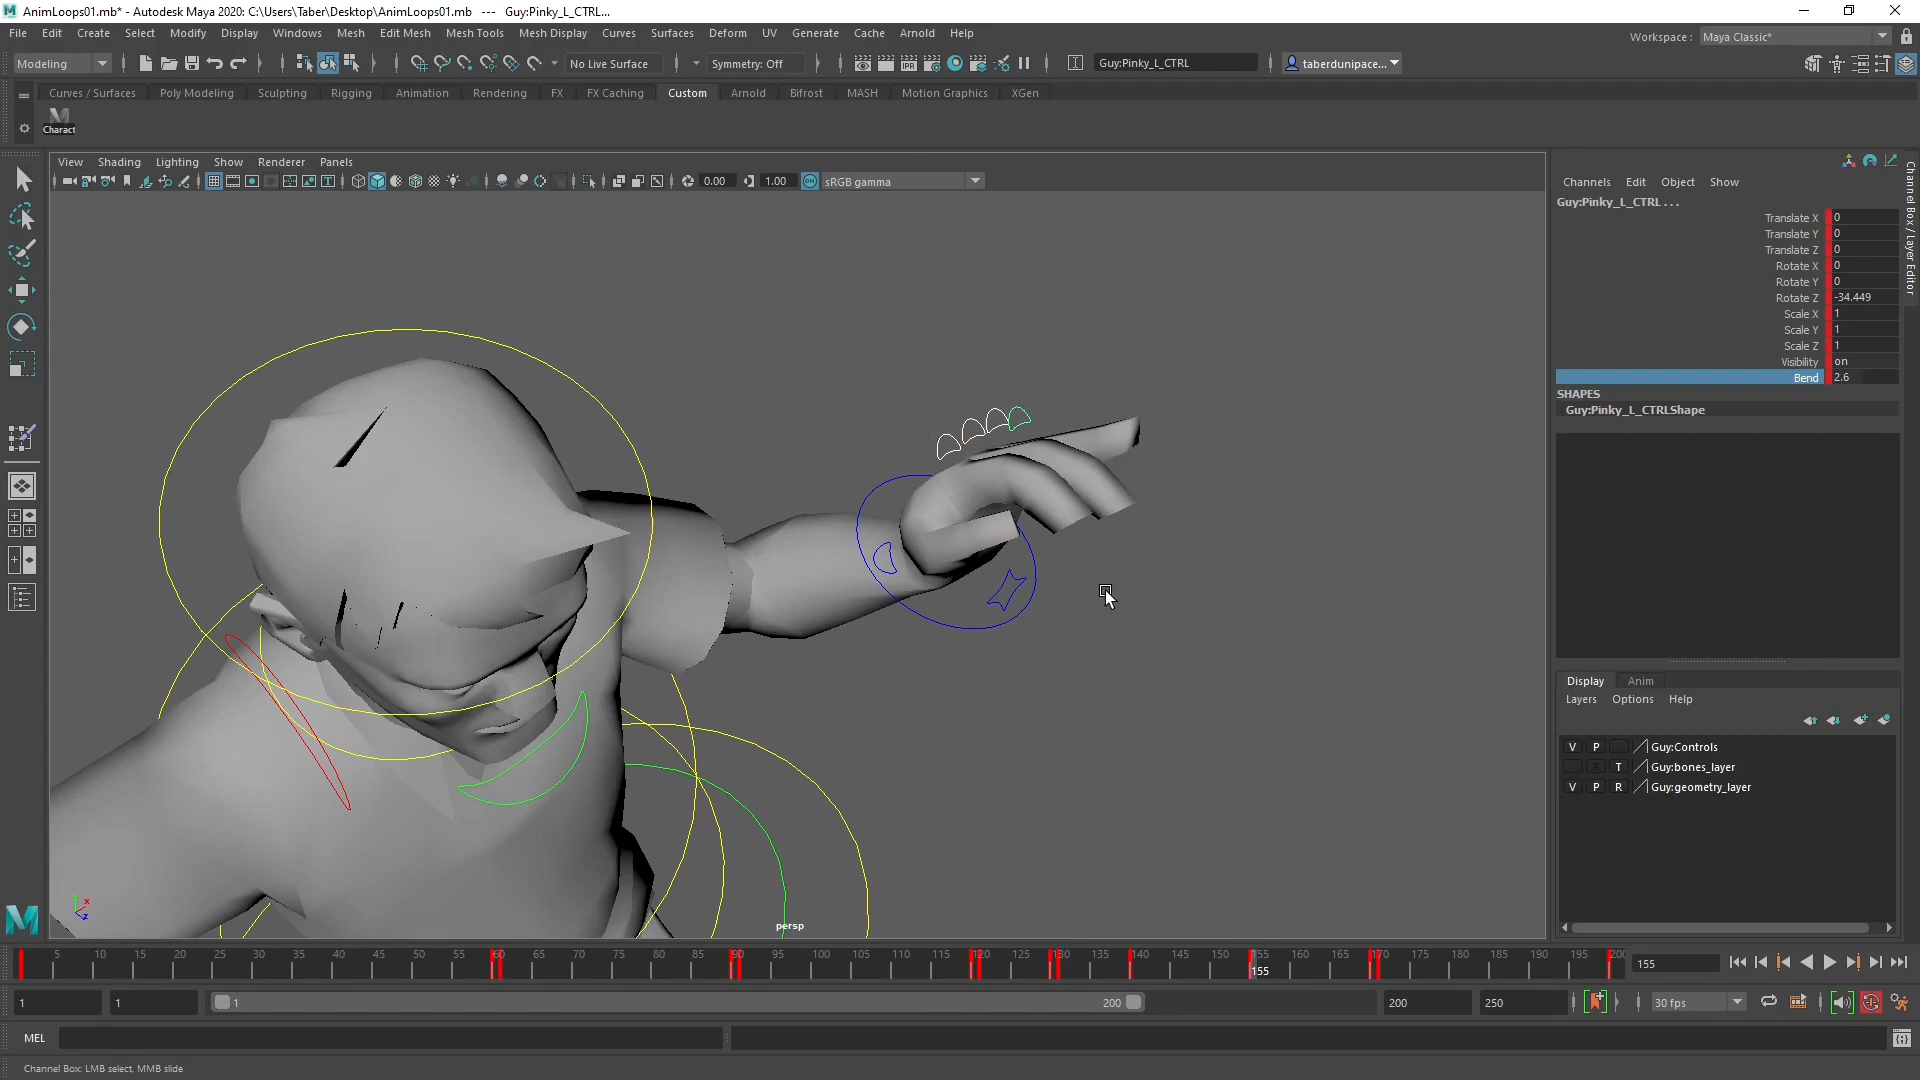 AnimLoops01.mb* - Autodesk Maya 2020: C:\Users\Taber\Desktop\AnimLoops01.mb --- Guy:Pinky_L_CTRL...
File Edit Create Select Modify Display Windows Mesh Edit Mesh Mesh Tools Mesh Display Curves Surfaces Deform UV Generate Cache Arnold Help
Workspace : Maya Classic*
Modeling No Live Surface Symmetry: Off IPR Guy:Pinky_L_CTRL taberdunipace...
Curves / Surfaces Poly Modeling Sculpting Rigging Animation Rendering FX FX Caching Custom Arnold Bifrost MASH Motion Graphics XGen
Charact
View Shading Lighting Show Renderer Panels
0.00 1.00 ON sRGB gamma
Channels Edit Object Show
Guy:Pinky_L_CTRL . . .
Translate X 0
Translate Y 0
Translate Z 0
Rotate X 0
Rotate Y 0
Rotate Z -34.449
Scale X 1
Scale Y 1
Scale Z 1
Visibility on
Bend 2.6
SHAPES
Guy:Pinky_L_CTRLShape
Channel Box / Layer Editor
Display Anim
Layers Options Help
V P Guy:Controls
P T Guy:bones_layer
V P R Guy:geometry_layer
y x z
persp
5 10 15 20 25 30 35 40 45 50 55 60 65 70 75 80 85 90 95 100 105 110 115 120 125 130 135 140 145 150 155 160 165 170 175 180 185 190 195 200
155
155
1 1 1 200 200 250 30 fps
MEL
Channel Box: LMB select, MMB slide